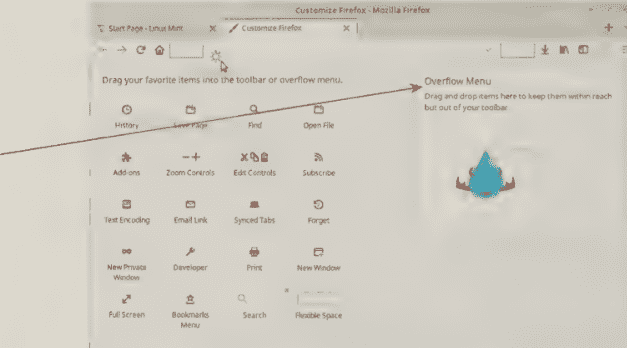 Customize Firefox - Mozilla Firefox
Start Page - Linux Mint
Customize Firefox
Drag your favorite items into the toolbar or overflow menu.
Overflow Menu
Drag and drop items here to keep them within reach
but out of your toolbar
History
Save Page
Find
Open File
Add-ons
Zoom Controls
Edit Controls
Subscribe
Text Encoding
Email Link
Synced Tabs
Forget
New Private
Window
Developer
Print
New Window
Full Screen
Bookmarks
Menu
Search
Flexible Space